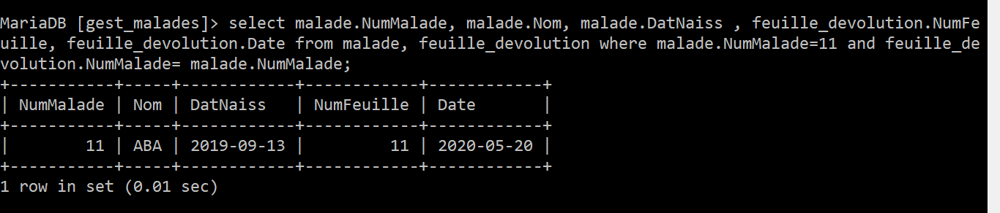 MariaDB [gest_malades]> select malade.NumMalade, malade.Nom, malade.DatNaiss , feuille_devolution.NumFe
uille, feuille_devolution.Date from malade, feuille_devolution where malade.NumMalade=11 and feuille_de
volution.NumMalade= malade.NumMalade;
+-----------+-----+------------+------------+------------+
| NumMalade | Nom | DatNaiss   | NumFeuille | Date       |
+-----------+-----+------------+------------+------------+
|        11 | ABA | 2019-09-13 |         11 | 2020-05-20 |
+-----------+-----+------------+------------+------------+
1 row in set (0.01 sec)